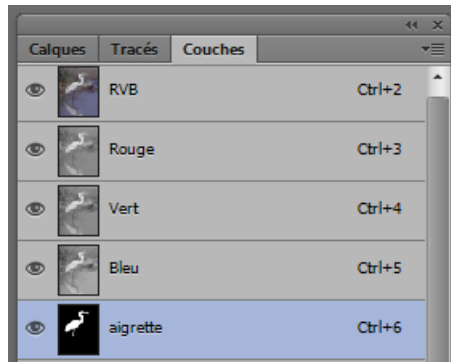 Calques Tracés Couches
RVB Ctrl+2
Rouge Ctrl+3
Vert Ctrl+4
Bleu Ctrl+5
aigrette Ctrl+6